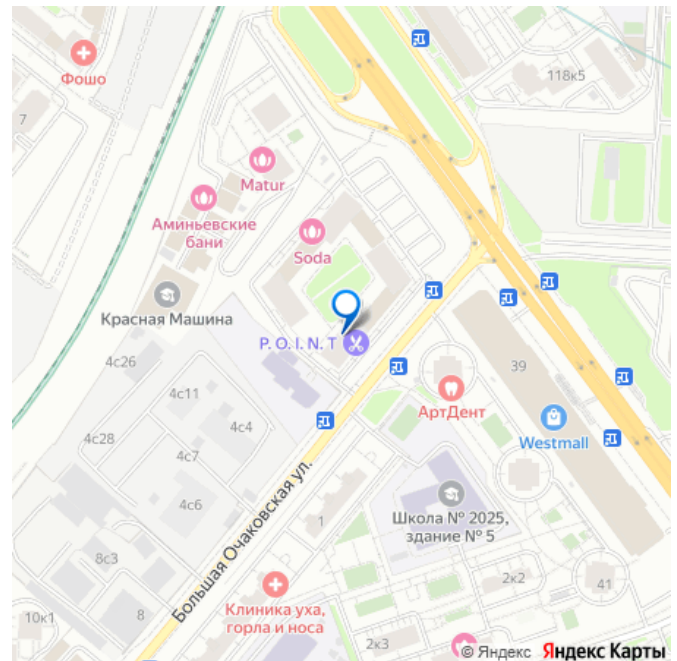 Фошо
7
118к5
Matur
Аминьевские
бани
Soda
Красная Машина
P.O.I.N.T
4с26
4с11
4с4
4с28
4с7
4с6
8с3
8
10к1
39
АртДент
Westmall
1
Школа № 2025,
здание № 5
Большая Очаковская ул.
Клиника уха,
горла и носа
2к2
41
2к3
© Яндекс Яндекс Карты